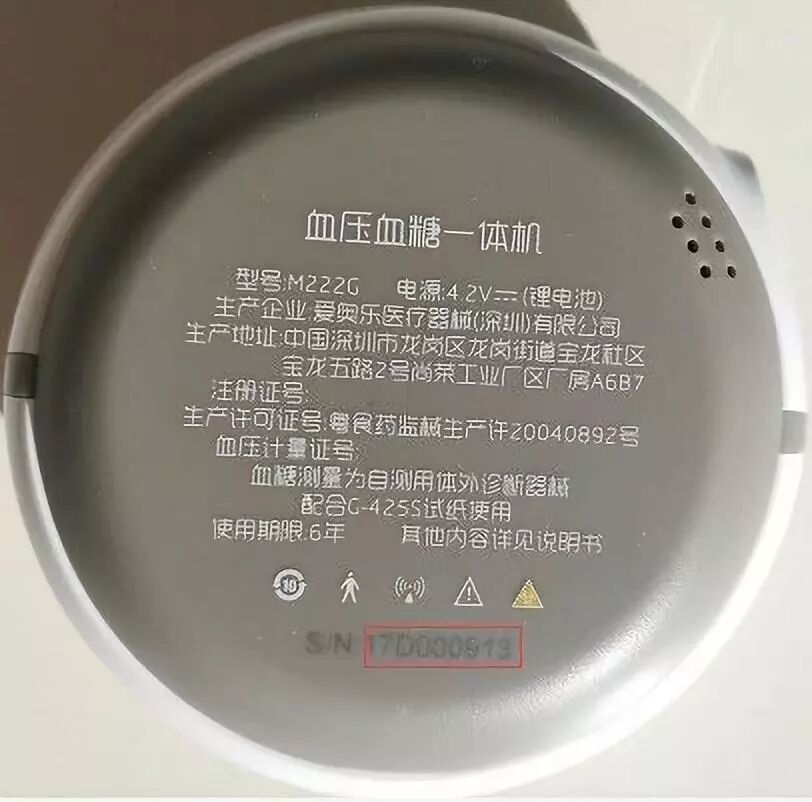 血压血糖一体机
型号:M222G 电源:4.2V⎓(锂电池)
生产企业:爱奥乐医疗器械(深圳)有限公司
生产地址:中国深圳市龙岗区龙岗街道宝龙社区
宝龙五路2号尚荣工业厂区厂房A6B7
注册证号:
生产许可证号:粤食药监械生产许20040892号
血压计量证号:
血糖测量为自测用体外诊断器械
配合G-425S试纸使用
使用期限:6年 其他内容详见说明书
10
S/N 17D000913